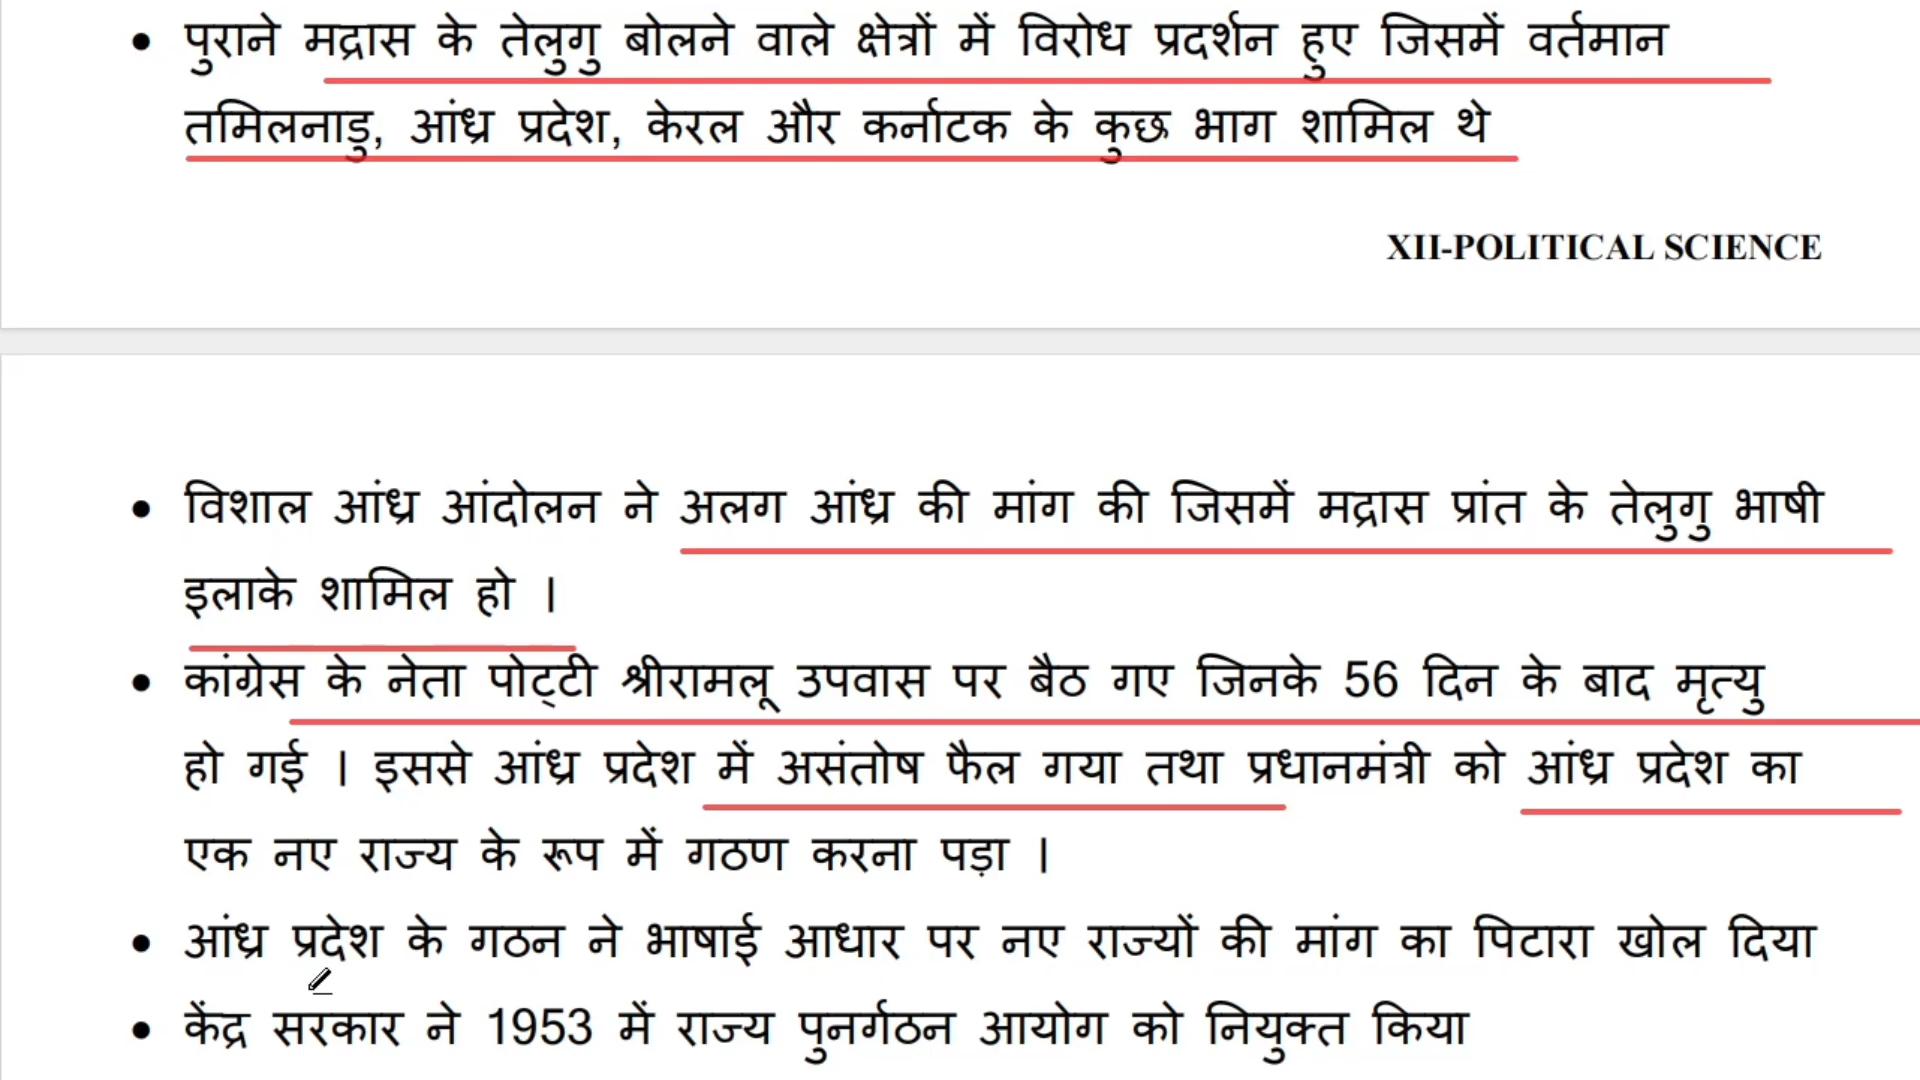 • पुराने मद्रास के तेलुगु बोलने वाले क्षेत्रों में विरोध प्रदर्शन हुए जिसमें वर्तमान
तमिलनाडु, आंध्र प्रदेश, केरल और कर्नाटक के कुछ भाग शामिल थे
XII-POLITICAL SCIENCE
• विशाल आंध्र आंदोलन ने अलग आंध्र की मांग की जिसमें मद्रास प्रांत के तेलुगु भाषी
इलाके शामिल हो ।
• कांग्रेस के नेता पोट्टी श्रीरामलू उपवास पर बैठ गए जिनके 56 दिन के बाद मृत्यु
हो गई । इससे आंध्र प्रदेश में असंतोष फैल गया तथा प्रधानमंत्री को आंध्र प्रदेश का
एक नए राज्य के रूप में गठण करना पड़ा ।
• आंध्र प्रदेश के गठन ने भाषाई आधार पर नए राज्यों की मांग का पिटारा खोल दिया
• केंद्र सरकार ने 1953 में राज्य पुनर्गठन आयोग को नियुक्त किया